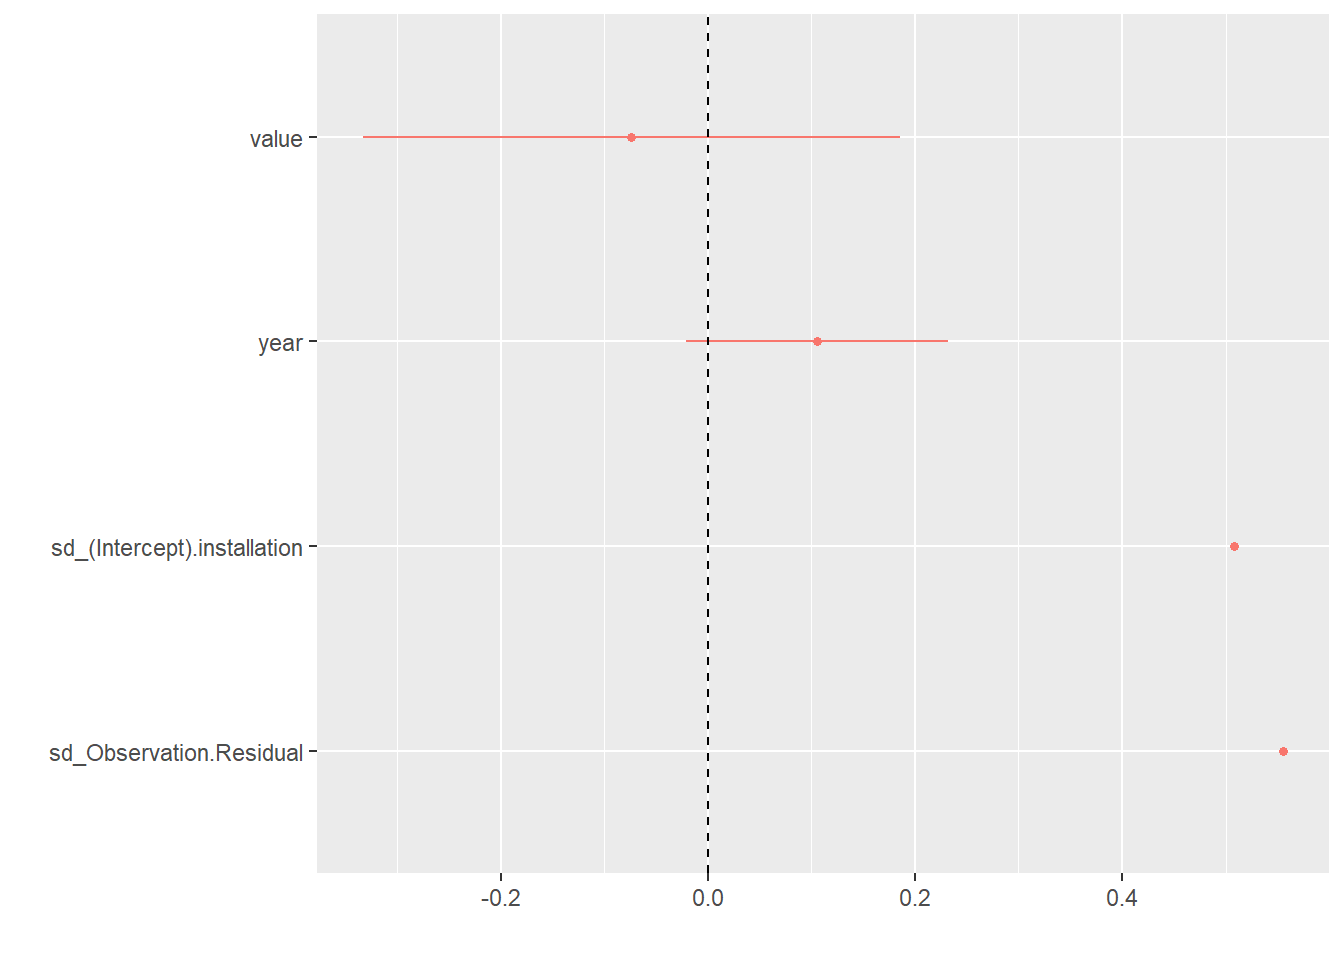 value
year
sd_(Intercept).installation
sd_Observation.Residual
-0.2 0.0 0.2 0.4